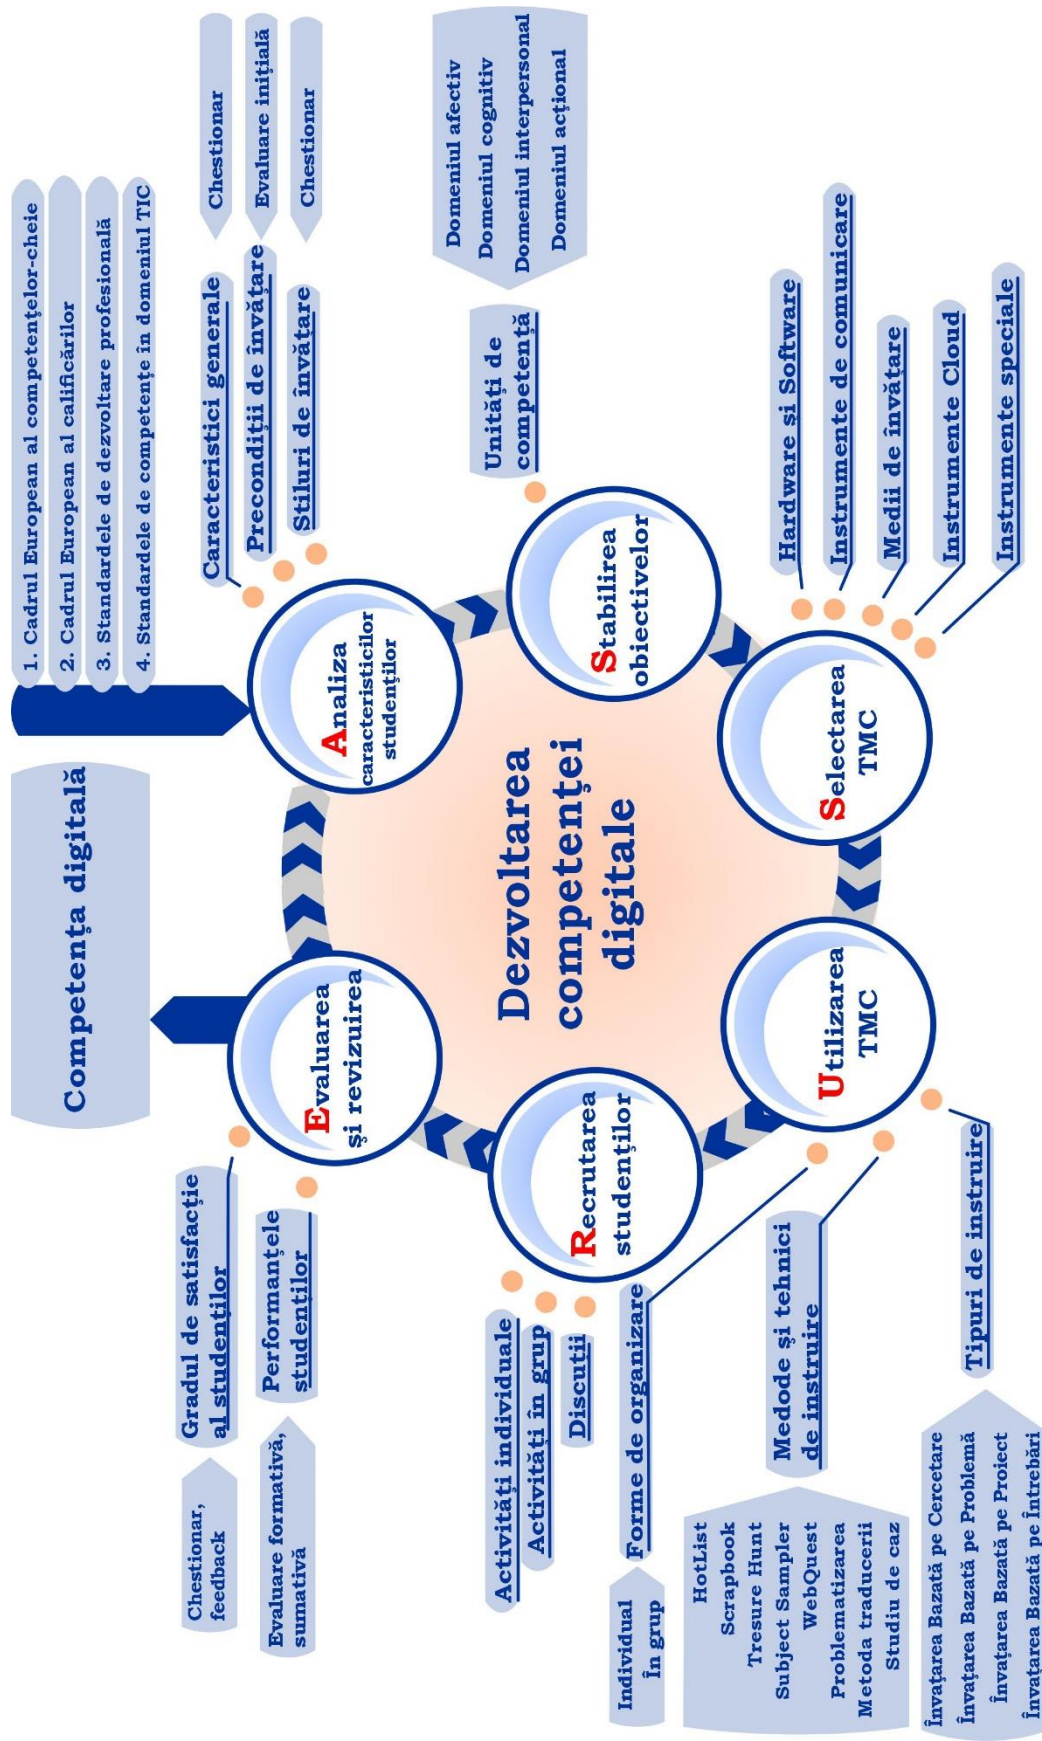 Competența digitală
1. Cadrul European al competențelor-cheie
2. Cadrul European al calificărilor
3. Standardele de dezvoltare profesională
4. Standardele de competențe în domeniul TIC
Analiza
caracteristicilor
studenților
Caracteristici generale
Chestionar
Precondiții de învățare
Evaluare inițială
Stiluri de învățare
Chestionar
Stabilirea
obiectivelor
Unități de
competență
Domeniul afectiv
Domeniul cognitiv
Domeniul interpersonal
Domeniul acțional
Selectarea
TMC
Hardware și Software
Instrumente de comunicare
Medii de învățare
Instrumente Cloud
Instrumente speciale
Dezvoltarea
competenței
digitale
Utilizarea
TMC
Forme de organizare
Individual
În grup
Medode și tehnici
de instruire
HotList
Scrapbook
Tresure Hunt
Subject Sampler
WebQuest
Problematizarea
Metoda traducerii
Studiu de caz
Tipuri de instruire
Învațarea Bazată pe Cercetare
Învațarea Bazată pe Problemă
Învațarea Bazată pe Proiect
Învațarea Bazată pe Întrebări
Recrutarea
studenților
Activități individuale
Activități în grup
Discuții
Evaluarea
și revizuirea
Gradul de satisfacție
al studenților
Chestionar,
feedback
Performanțele
studenților
Evaluare formativă,
sumativă